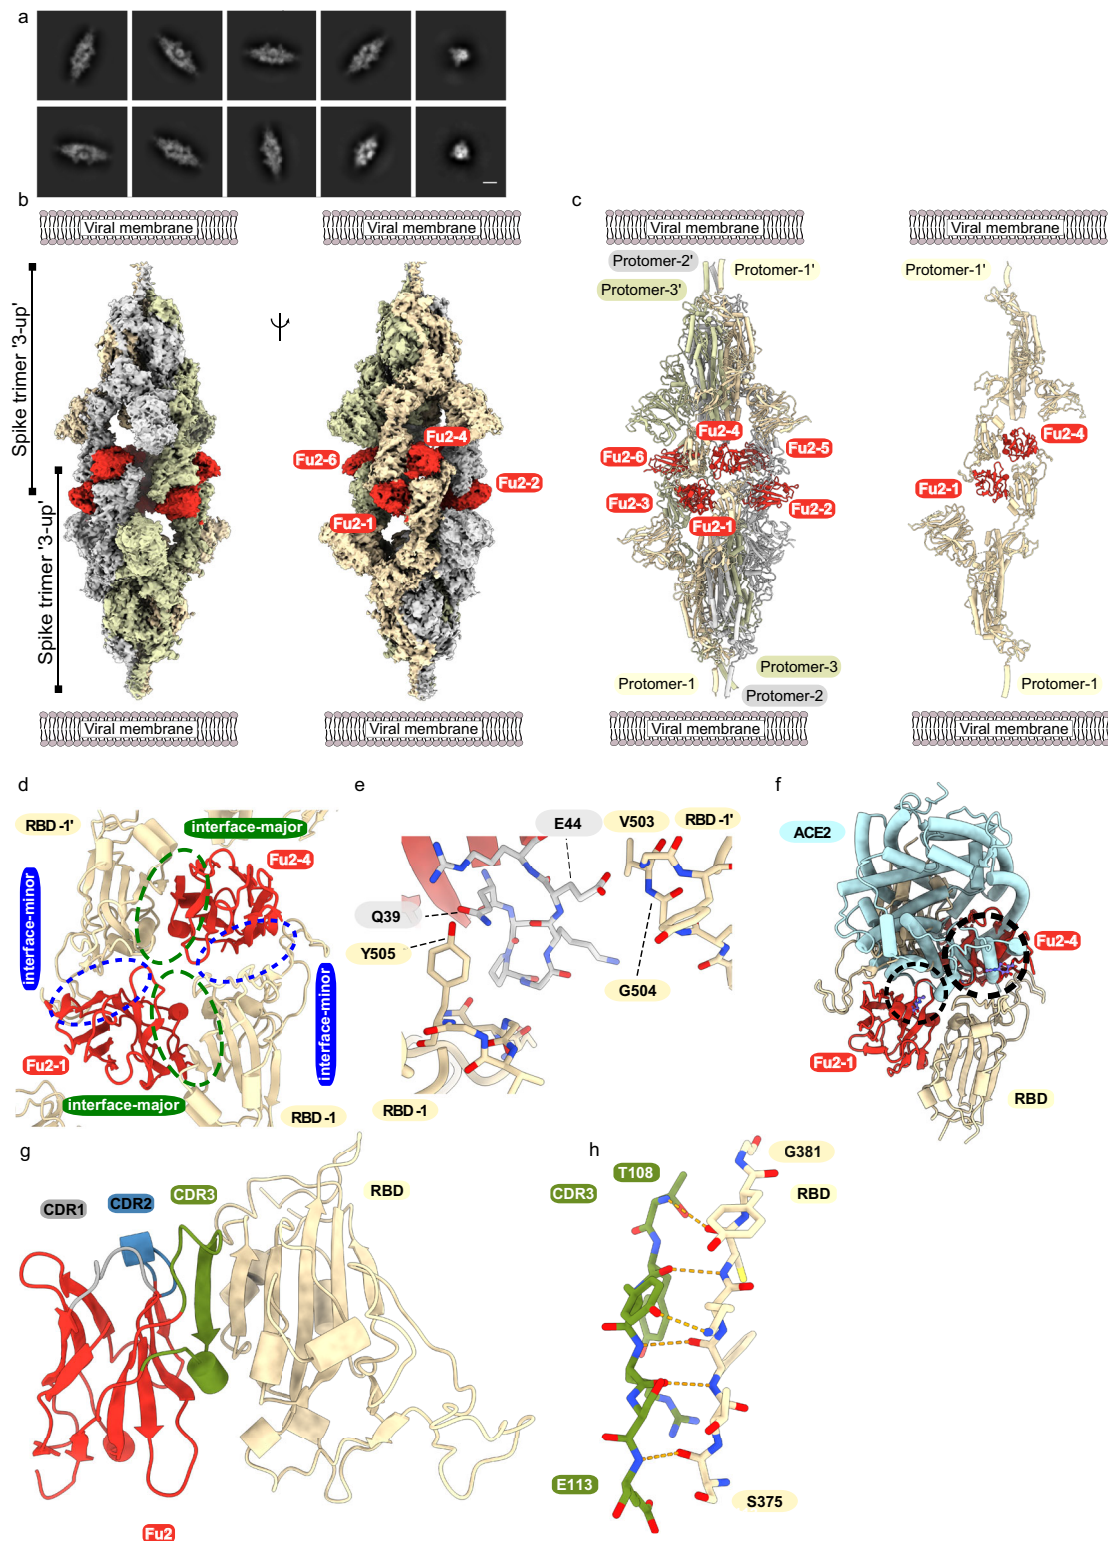 a
b
c
Viral membrane
Viral membrane
Viral membrane
Viral membrane
Spike trimer '3-up'
Spike trimer '3-up'
Fu2-4
Fu2-6
Fu2-2
Fu2-1
Protomer-2'
Protomer-1'
Protomer-3'
Fu2-4
Fu2-6
Fu2-5
Fu2-3
Fu2-2
Fu2-1
Protomer-3
Protomer-1
Protomer-2
Protomer-1'
Fu2-4
Fu2-1
Protomer-1
Viral membrane
Viral membrane
Viral membrane
Viral membrane
d
RBD-1'
interface-major
Fu2-4
interface-minor
interface-minor
Fu2-1
interface-major
RBD-1
e
E44
V503
RBD-1'
Q39
Y505
G504
RBD-1
f
ACE2
Fu2-4
Fu2-1
RBD
g
CDR1
CDR2
CDR3
RBD
Fu2
h
T108
G381
CDR3
RBD
E113
S375